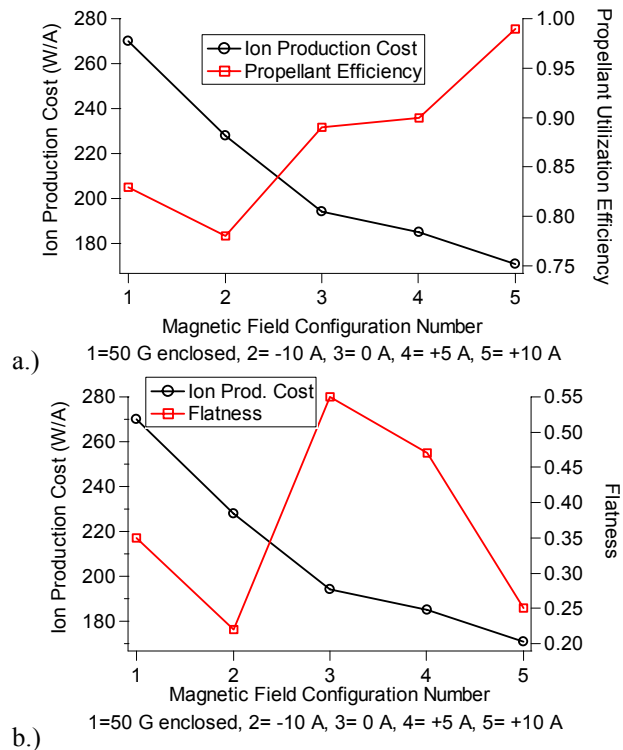 280
260
240
220
200
180
Ion Production Cost (W/A)
Ion Production Cost
Propellant Efficiency
1.00
0.95
0.90
0.85
0.80
0.75
Propellant Utilization Efficiency
1 2 3 4 5
Magnetic Field Configuration Number
1=50 G enclosed, 2= -10 A, 3= 0 A, 4= +5 A, 5= +10 A
a.)
280
260
240
220
200
180
Ion Production Cost (W/A)
Ion Prod. Cost
Flatness
0.55
0.50
0.45
0.40
0.35
0.30
0.25
0.20
Flatness
1 2 3 4 5
Magnetic Field Configuration Number
1=50 G enclosed, 2= -10 A, 3= 0 A, 4= +5 A, 5= +10 A
b.)